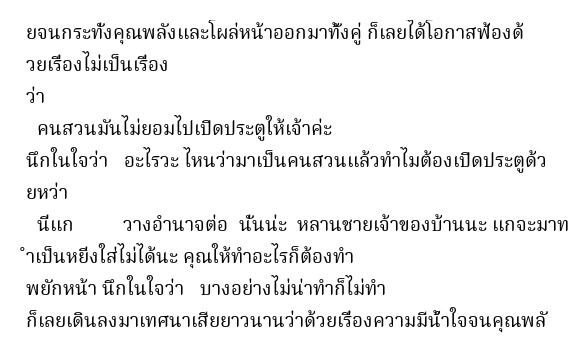 ยจนกระทั่งคุณพลังและโผล่หน้าออกมาทั้งคู่ ก็เลยได้โอกาสฟ้องด้
วยเรื่องไม่เป็นเรื่อง
ว่า
คนสวนมันไม่ยอมไปเปิดประตูให้เจ้าค่ะ
นึกในใจว่า อะไรวะ ไหนว่ามาเป็นคนสวนแล้วทำไมต้องเปิดประตูด้ว
ยหว่า
นี่แก วางอำนาจต่อ นั่นน่ะ หลานชายเจ้าของบ้านนะ แกจะมาท
ำเป็นหยิ่งใส่ไม่ได้นะ คุณให้ทำอะไรก็ต้องทำ
พยักหน้า นึกในใจว่า บางอย่างไม่น่าทำก็ไม่ทำ
ก็เลยเดินลงมาเทศนาเสียยาวนานว่าด้วยเรื่องความมีน้ำใจจนคุณพลั